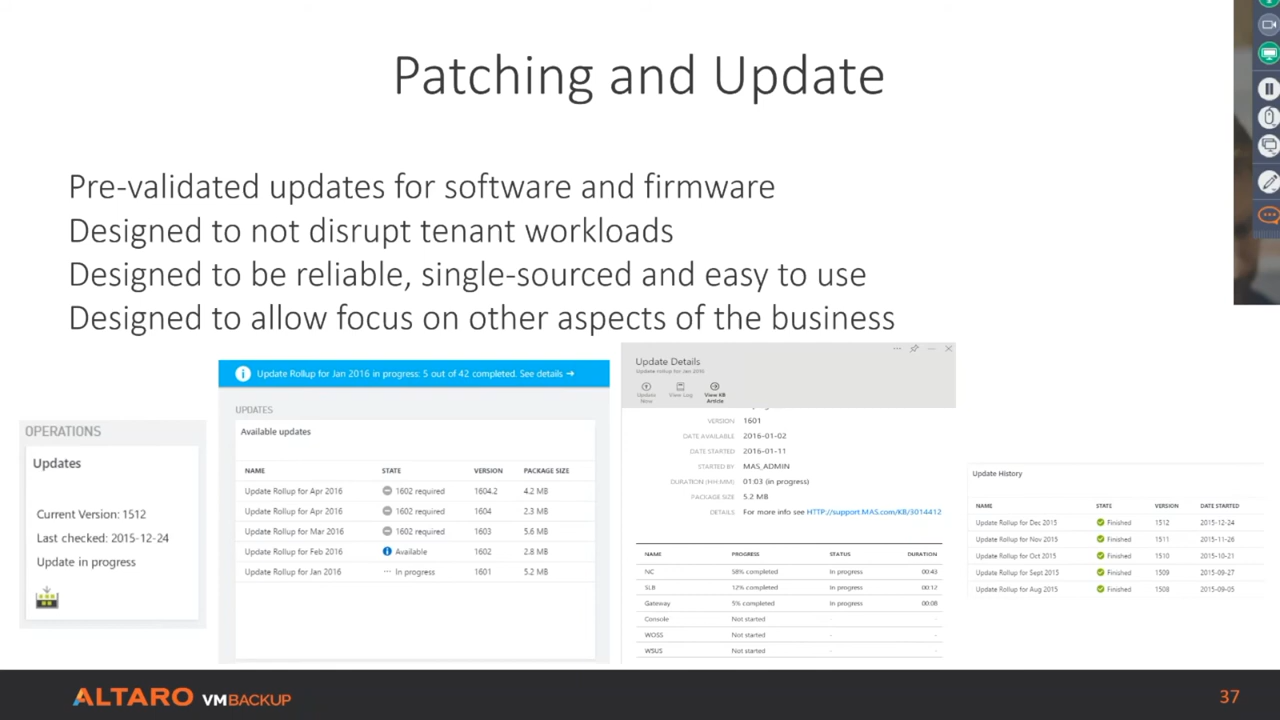 Patching and Update
Pre-validated updates for software and firmware
Designed to not disrupt tenant workloads
Designed to be reliable, single-sourced and easy to use
Designed to allow focus on other aspects of the business
OPERATIONS
Updates
Current Version: 1512
Last checked: 2015-12-24
Update in progress
Update Rollup for Jan 2016 in progress: 5 out of 42 completed. See details →
UPDATES
Available updates
NAME STATE VERSION PACKAGE SIZE
Update Rollup for Apr 2016 1602 required 1604.2 4.2 MB
Update Rollup for Apr 2016 1602 required 1604 2.3 MB
Update Rollup for Mar 2016 1602 required 1603 5.6 MB
Update Rollup for Feb 2016 Available 1602 2.8 MB
Update Rollup for Jan 2016 In progress 1601 5.2 MB
Update Details
Update Rollup for Jan 2016
Update Now View Log View KB Article
VERSION 1601
DATE AVAILABLE 2016-01-02
DATE STARTED 2016-01-11
STARTED BY MAS_ADMIN
DURATION (HH:MM) 01:03 (in progress)
PACKAGE SIZE 5.2 MB
DETAILS For more info see HTTP://support.MAS.com/KB/3014412
NAME PROGRESS STATUS DURATION
NC 58% completed In progress 00:43
SLB 12% completed In progress 00:12
Gateway 5% completed In progress 00:08
Console Not started - -
WOSS Not started - -
WSUS Not started - -
Update History
NAME STATE VERSION DATE STARTED
Update Rollup for Dec 2015 Finished 1512 2015-12-24
Update Rollup for Nov 2015 Finished 1511 2015-11-26
Update Rollup for Oct 2015 Finished 1510 2015-10-21
Update Rollup for Sept 2015 Finished 1509 2015-09-27
Update Rollup for Aug 2015 Finished 1508 2015-09-05
ALTARO VMBACKUP
37